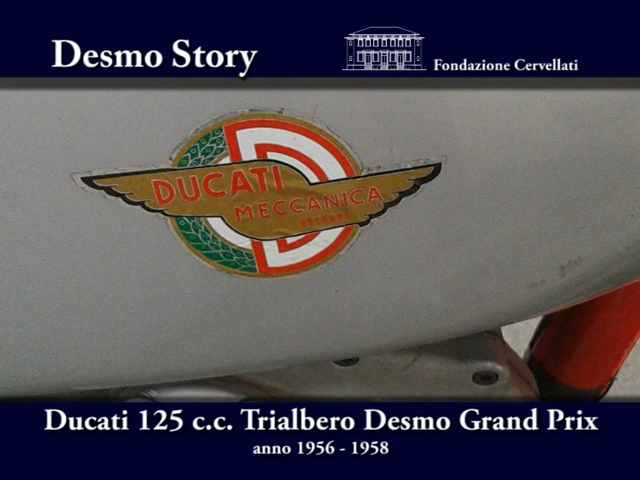 Desmo Story
Fondazione Cervellati
DUCATI
MECCANICA
Ducati 125 c.c. Trialbero Desmo Grand Prix
anno 1956 - 1958